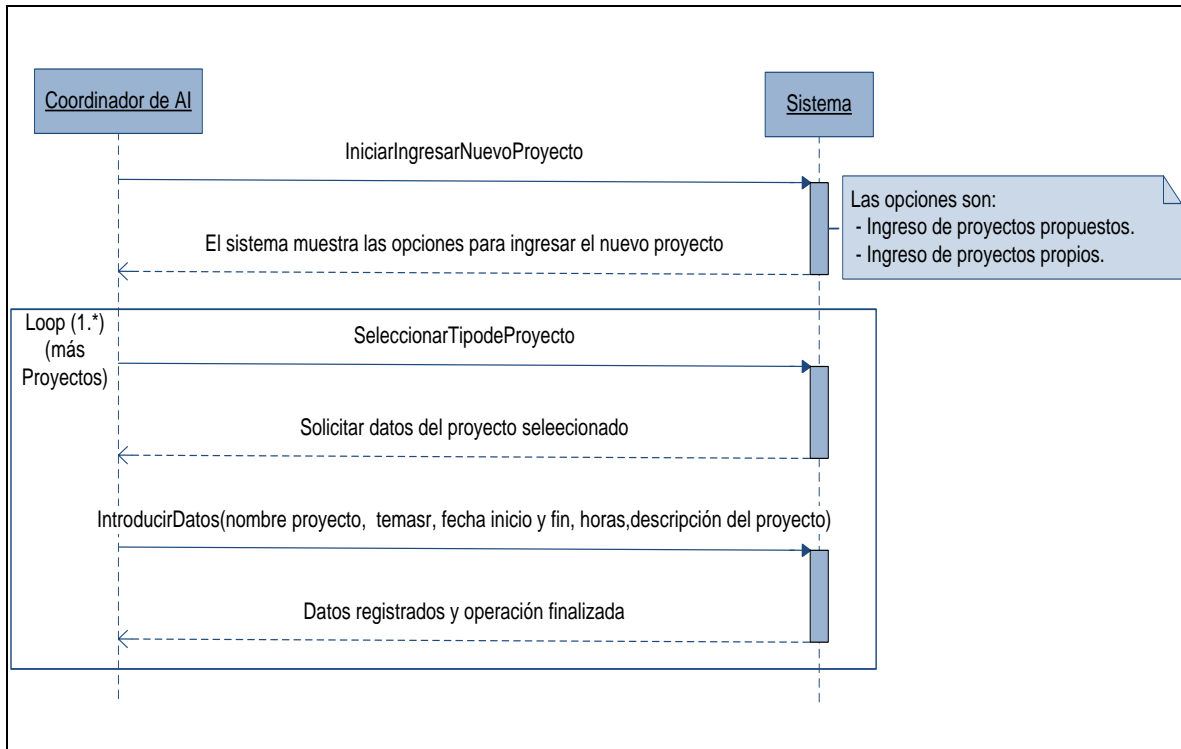 Coordinador de AI
Sistema
IniciarIngresarNuevoProyecto
Las opciones son:
- Ingreso de proyectos propuestos.
- Ingreso de proyectos propios.
El sistema muestra las opciones para ingresar el nuevo proyecto
Loop (1.*)
(más
Proyectos)
SeleccionarTipodeProyecto
Solicitar datos del proyecto seleecionado
IntroducirDatos(nombre proyecto, temasr, fecha inicio y fin, horas,descripción del proyecto)
Datos registrados y operación finalizada